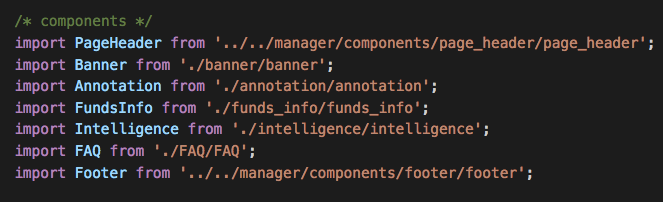 /* components */
import PageHeader from '../../manager/components/page_header/page_header';
import Banner from './banner/banner';
import Annotation from './annotation/annotation';
import FundsInfo from './funds_info/funds_info';
import Intelligence from './intelligence/intelligence';
import FAQ from './FAQ/FAQ';
import Footer from '../../manager/components/footer/footer';